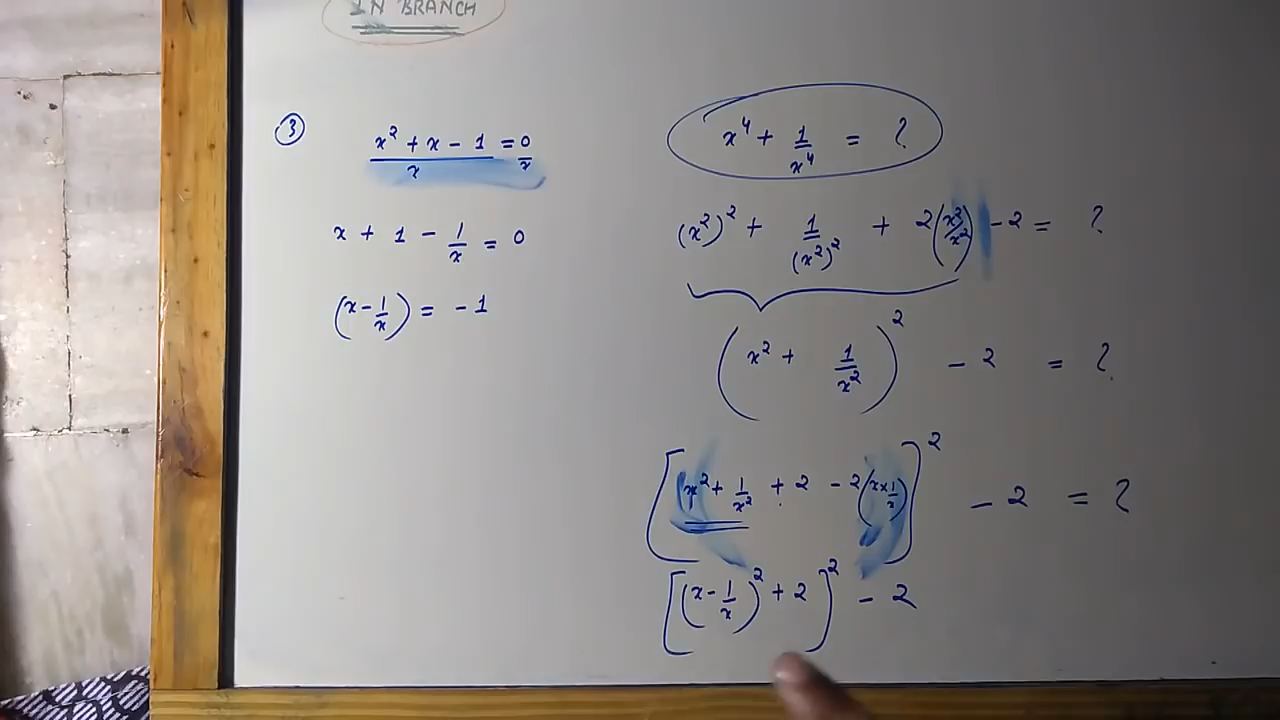 IN BRANCH
③
x² + x - 1 / x = 0 / x
x + 1 - 1/x = 0
(x - 1/x) = - 1
x⁴ + 1/x⁴ = ?
(x²)² + 1/(x²)² + 2(x²/x²) - 2 = ?
(x² + 1/x²)² - 2 = ?
[x² + 1/x² + 2 - 2(x × 1/x)]² - 2 = ?
[(x - 1/x)² + 2]² - 2